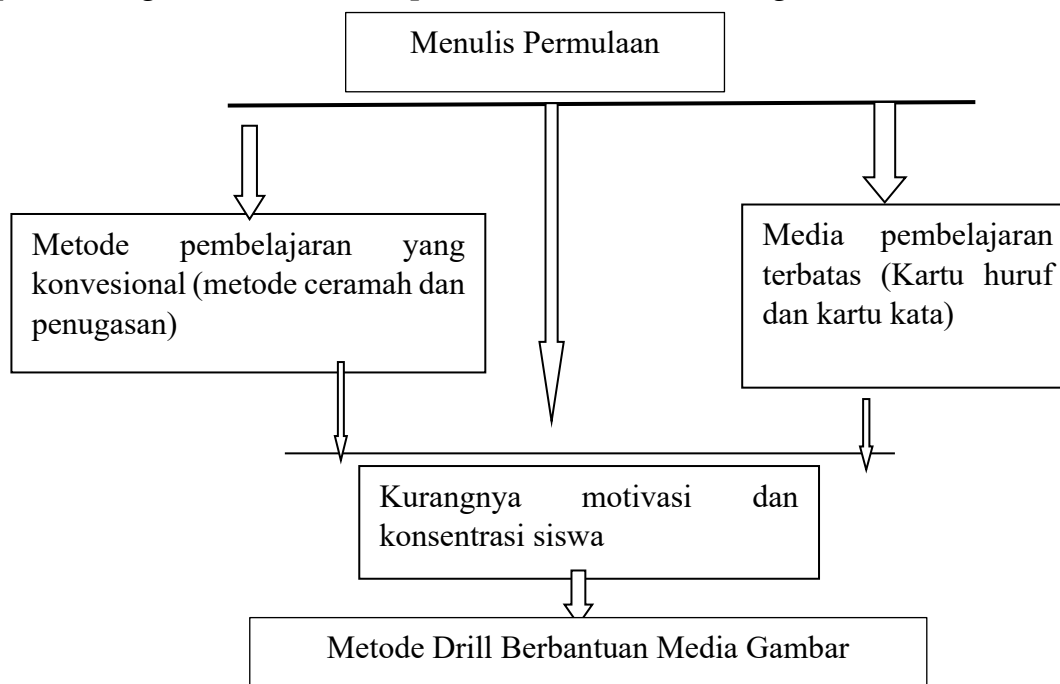 Menulis Permulaan
Metode pembelajaran yang
konvesional (metode ceramah dan
penugasan)
Media pembelajaran
terbatas (Kartu huruf
dan kartu kata)
Kurangnya motivasi dan
konsentrasi siswa
Metode Drill Berbantuan Media Gambar